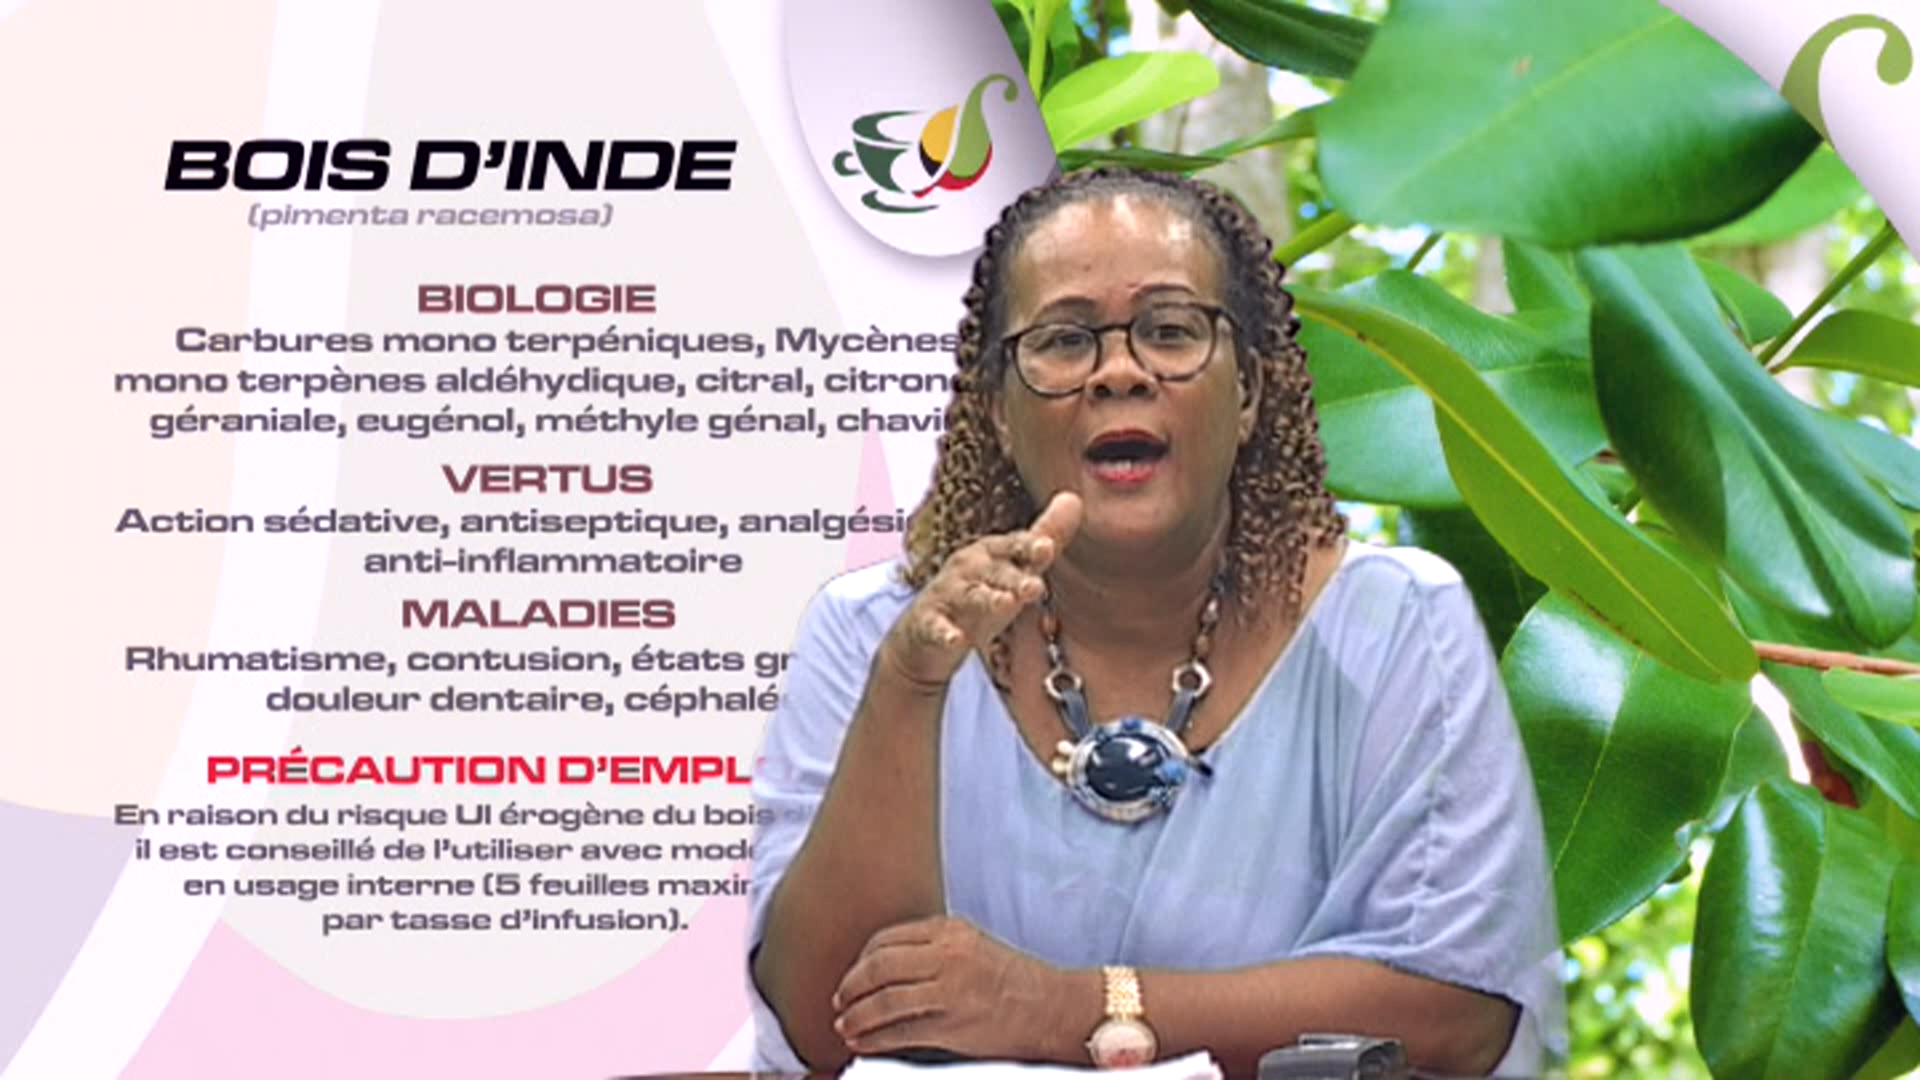 BOIS D'INDE
(pimenta racemosa)
BIOLOGIE
Carbures mono terpéniques, Mycènes
mono terpènes aldéhydique, citral,
géraniale, eugénol, méthyle génal,
VERTUS
Action sédative, antiseptique,
anti-inflammatoire
MALADIES
Rhumatisme, contusion, états
douleur dentaire,
PRÉCAUTION
En raison du risque Ul érogène du bois
il est conseillé de l'utiliser avec
en usage interne (5 feuilles
par tasse d'infusion).